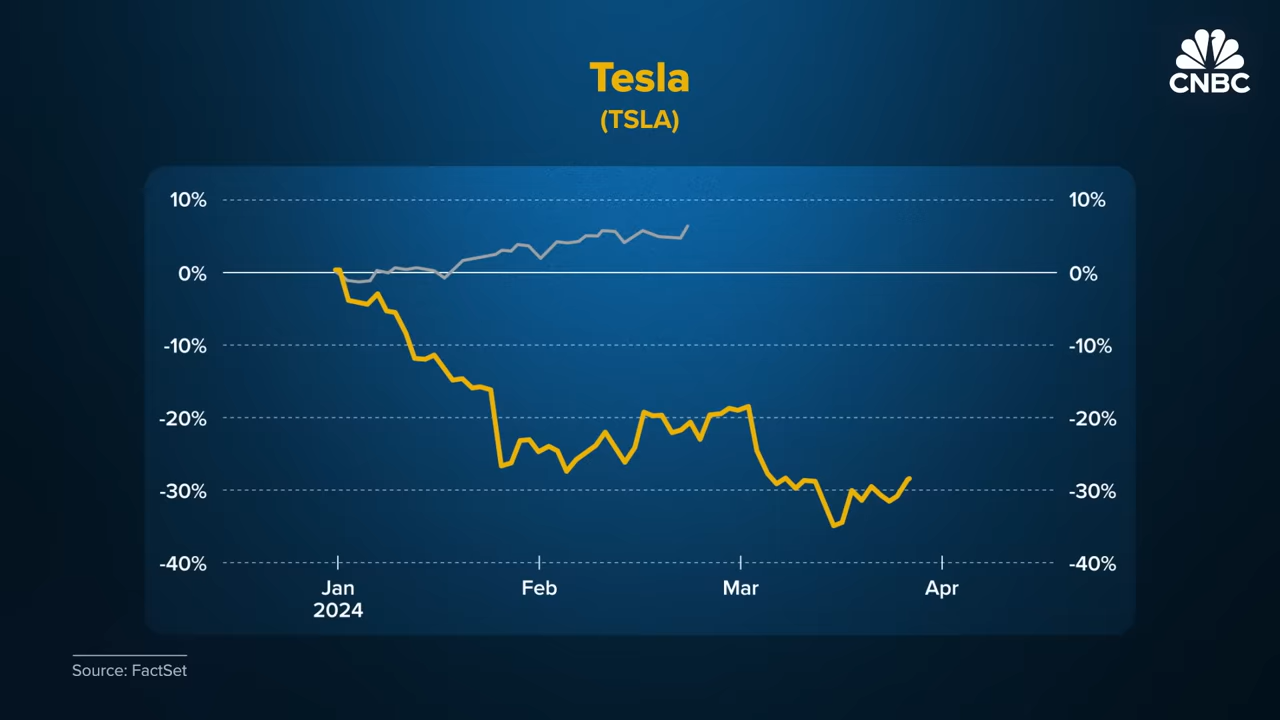 CNBC
Tesla
(TSLA)
10% 10%
0% 0%
-10% -10%
-20% -20%
-30% -30%
-40% -40%
Jan Feb Mar Apr
2024
Source: FactSet